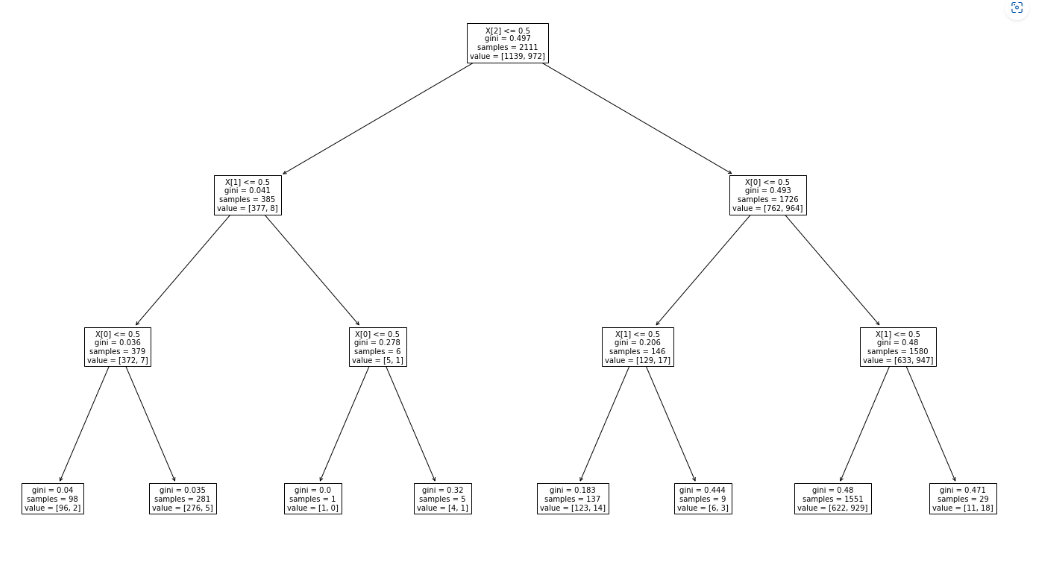 X[2] <= 0.5
gini = 0.497
samples = 2111
value = [1139, 972]
X[1] <= 0.5
gini = 0.041
samples = 385
value = [377, 8]
X[0] <= 0.5
gini = 0.493
samples = 1726
value = [762, 964]
X[0] <= 0.5
gini = 0.036
samples = 379
value = [372, 7]
X[0] <= 0.5
gini = 0.278
samples = 6
value = [5, 1]
X[1] <= 0.5
gini = 0.206
samples = 146
value = [129, 17]
X[1] <= 0.5
gini = 0.48
samples = 1580
value = [633, 947]
gini = 0.04
samples = 98
value = [96, 2]
gini = 0.035
samples = 281
value = [276, 5]
gini = 0.0
samples = 1
value = [1, 0]
gini = 0.32
samples = 5
value = [4, 1]
gini = 0.183
samples = 137
value = [123, 14]
gini = 0.444
samples = 9
value = [6, 3]
gini = 0.48
samples = 1551
value = [622, 929]
gini = 0.471
samples = 29
value = [11, 18]